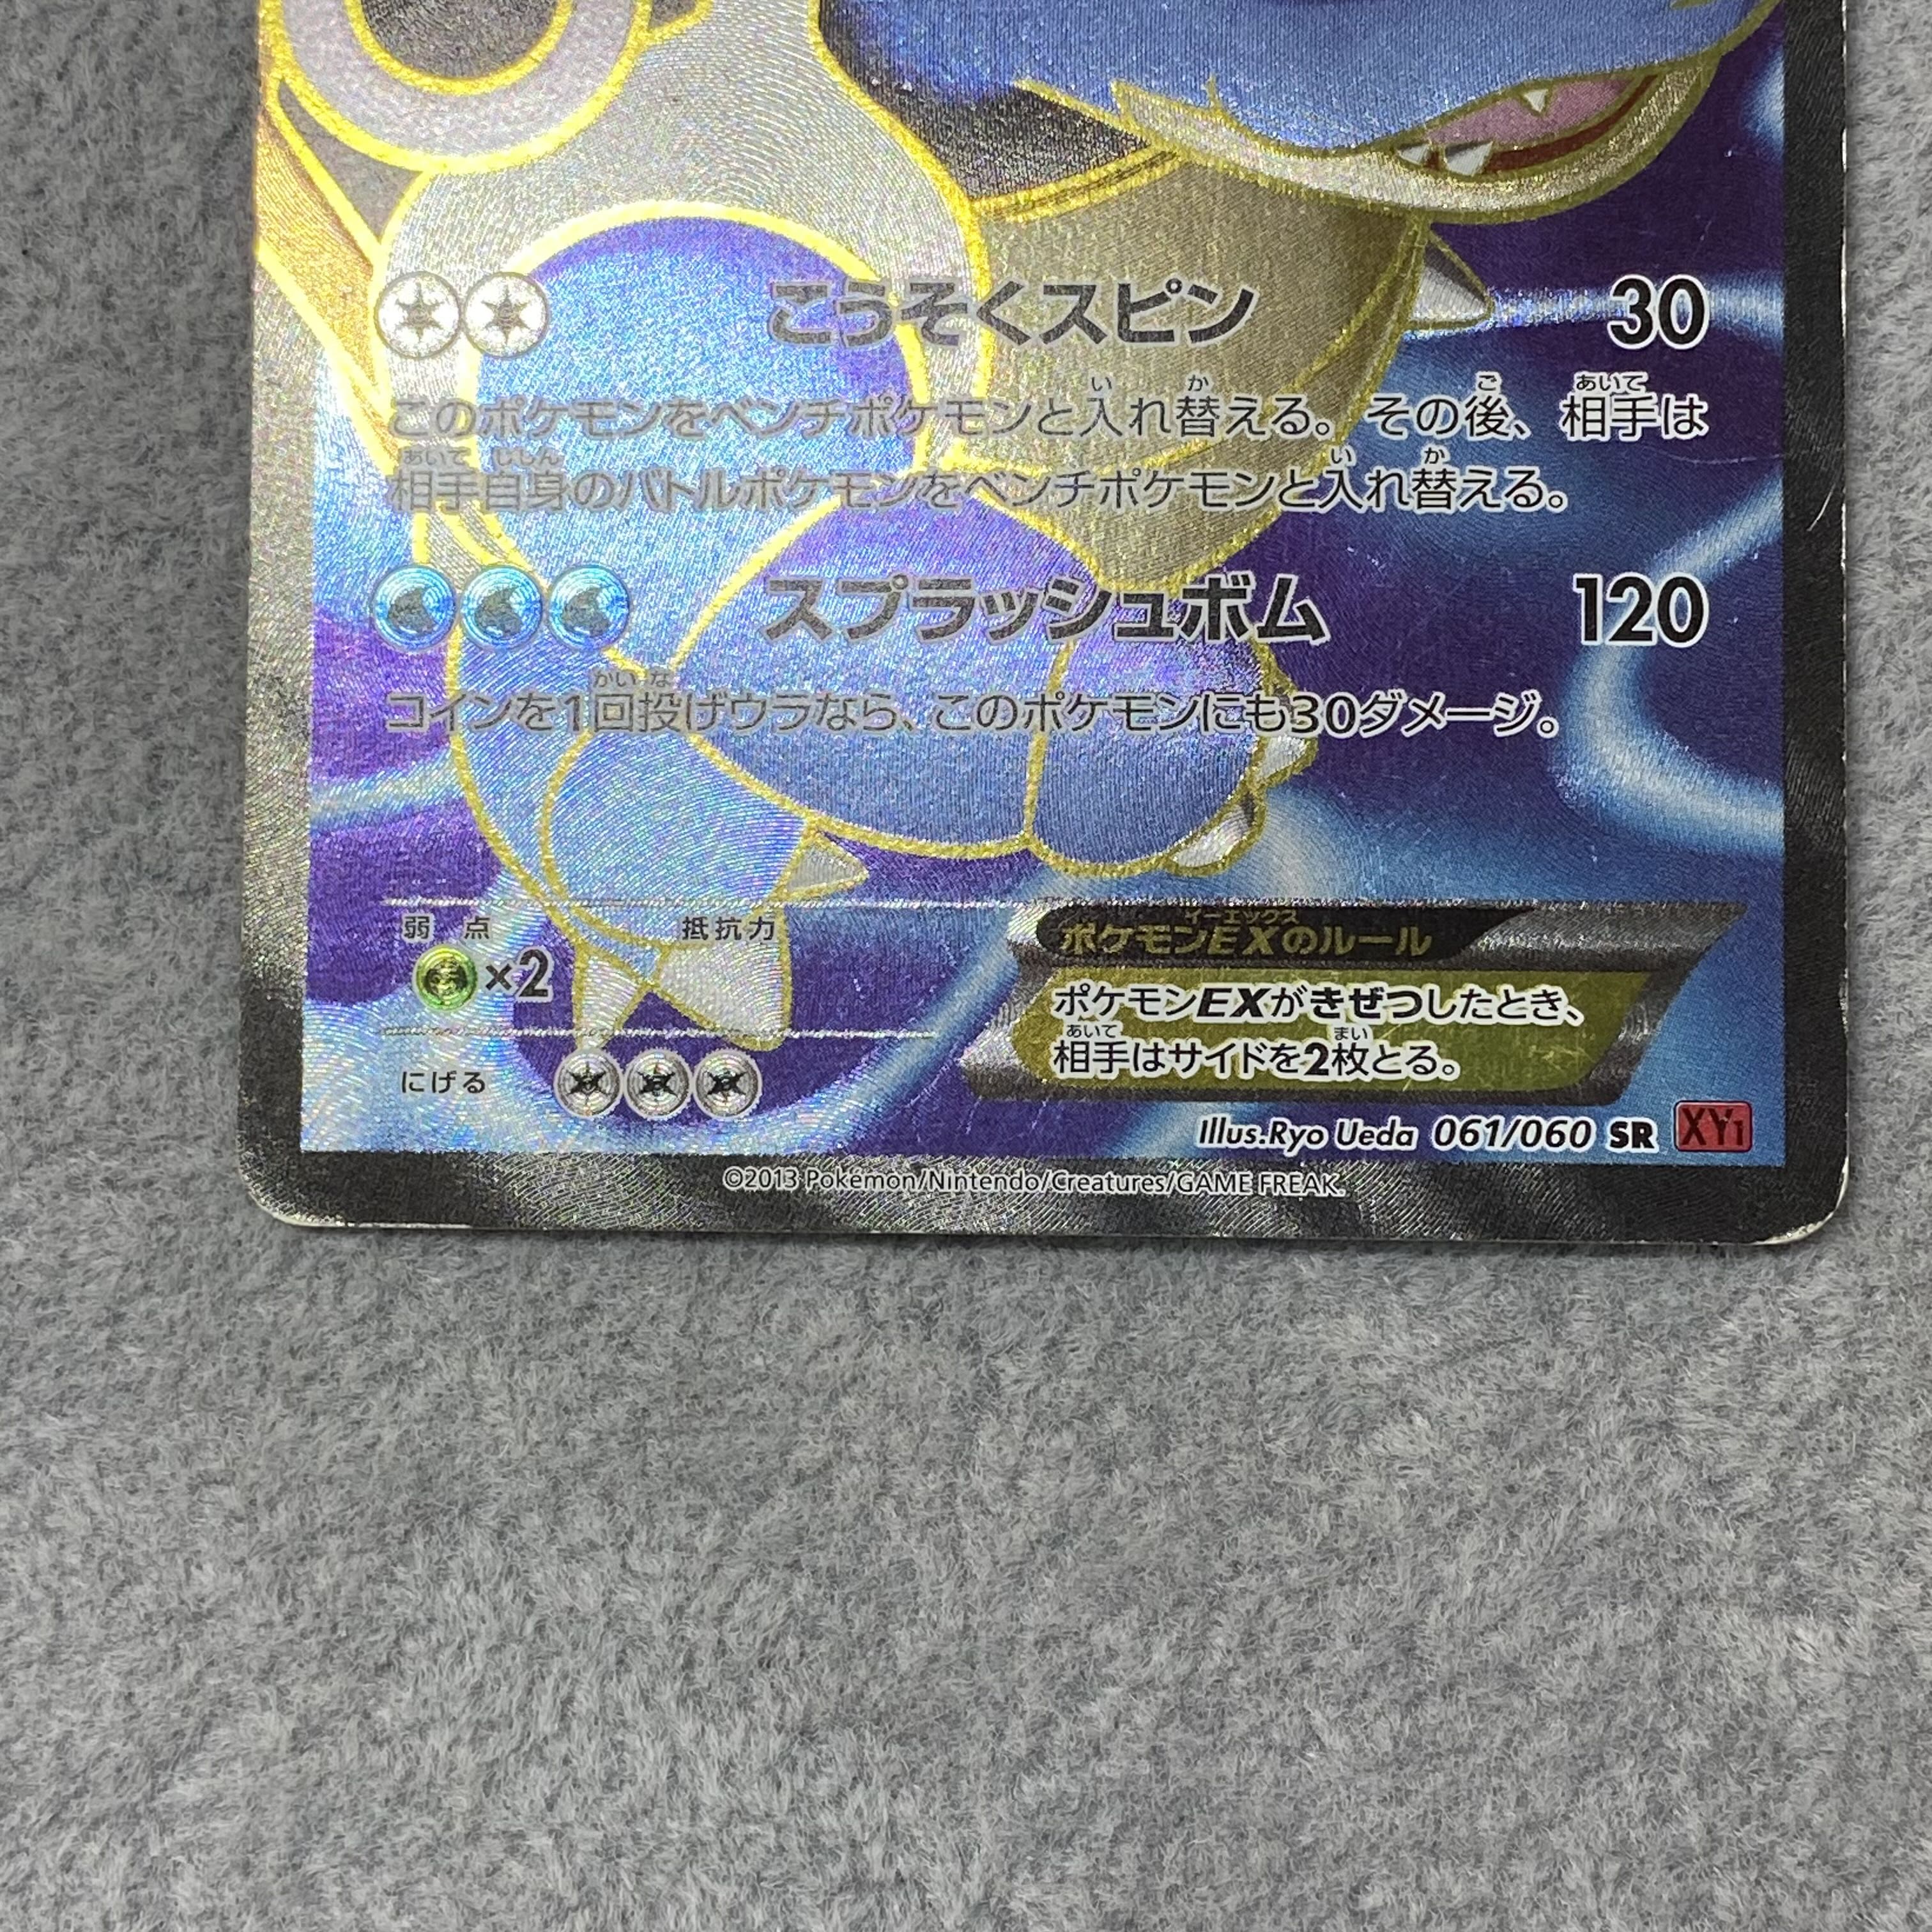 こうそくスピン 30
このポケモンをベンチポケモンと入れ替える。その後、相手は
相手自身のバトルポケモンをベンチポケモンと入れ替える。
スプラッシュボム 120
コインを1回投げウラなら、このポケモンにも30ダメージ。
弱点 抵抗力
×2
にげる
ポケモンEXのルール
ポケモンEXがきぜつしたとき、
相手はサイドを2枚とる。
Illus.Ryo Ueda 061/060 SR XY1
©2013 Pokémon/Nintendo/Creatures/GAME FREAK.